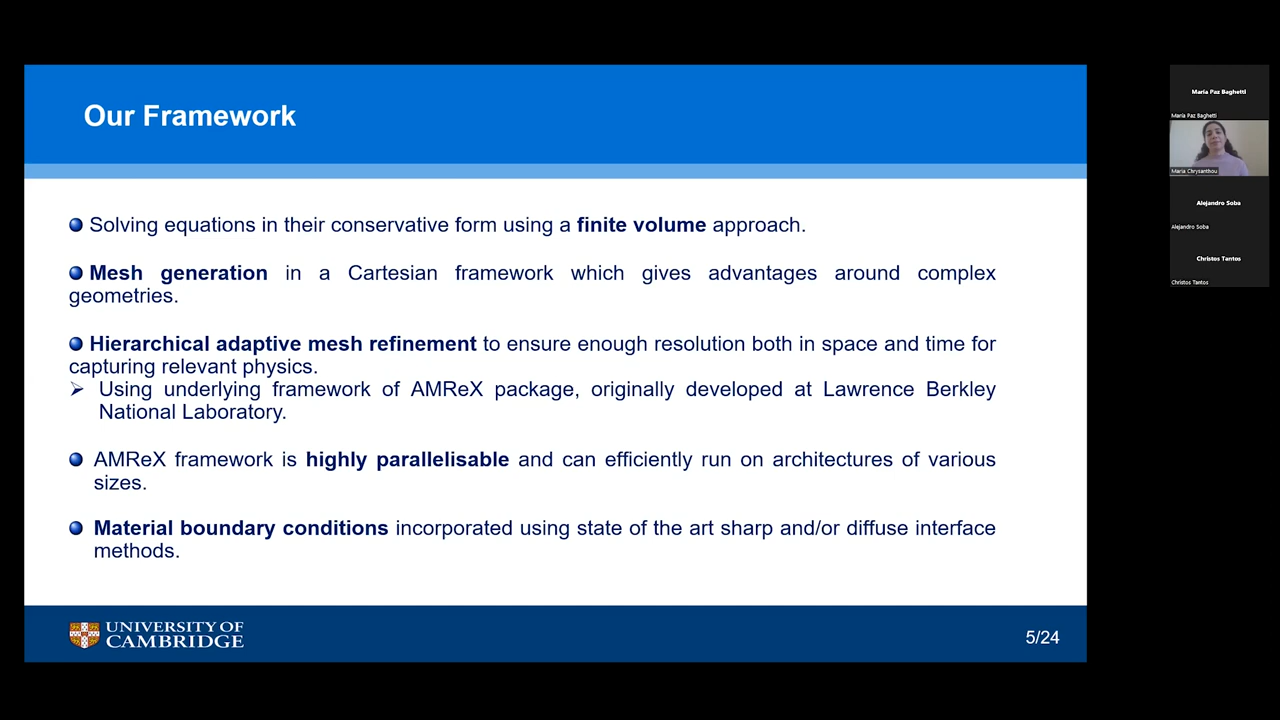 Our Framework
Solving equations in their conservative form using a finite volume approach.
Mesh generation in a Cartesian framework which gives advantages around complex
geometries.
Hierarchical adaptive mesh refinement to ensure enough resolution both in space and time for
capturing relevant physics.
Using underlying framework of AMReX package, originally developed at Lawrence Berkley
National Laboratory.
AMReX framework is highly parallelisable and can efficiently run on architectures of various
sizes.
Material boundary conditions incorporated using state of the art sharp and/or diffuse interface
methods.
UNIVERSITY OF
CAMBRIDGE
5/24
María Paz Baghetti
María Paz Baghetti
Maria Chrysanthou
Alejandro Soba
Alejandro Soba
Christos Tantos
Christos Tantos